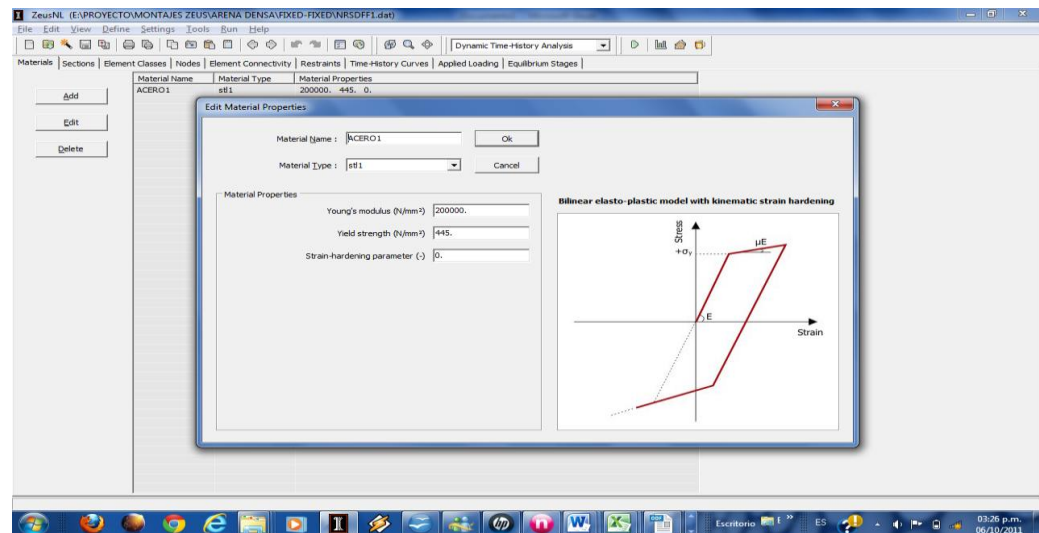 ZeusNL (E:\PROYECTO\MONTAJES ZEUS\ARENA DENSA\FIXED-FIXED\NRSDFF1.dat)
File Edit View Define Settings Tools Run Help
Dynamic Time-History Analysis
Materials Sections Element Classes Nodes Element Connectivity Restraints Time-History Curves Applied Loading Equilibrium Stages
Material Name Material Type Material Properties
ACERO1 stl1 200000. 445. 0.
Add
Edit
Delete
Edit Material Properties
Material Name : ACERO1
Ok
Material Type : stl1
Cancel
Material Properties
Young's modulus (N/mm²) 200000.
Yield strength (N/mm²) 445.
Strain-hardening parameter (-) 0.
Bilinear elasto-plastic model with kinematic strain hardening
Stress
+σy
μE
E
Strain
Escritorio
ES
03:26 p.m.
06/10/2011